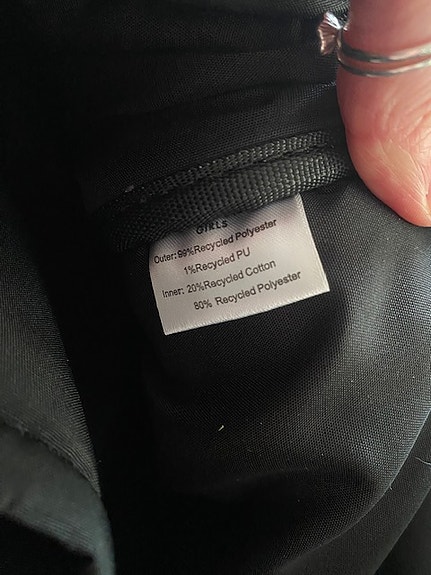 GIRLS
Outer: 99%Recycled Polyester
1%Recycled PU
Inner: 20%Recycled Cotton
80% Recycled Polyester